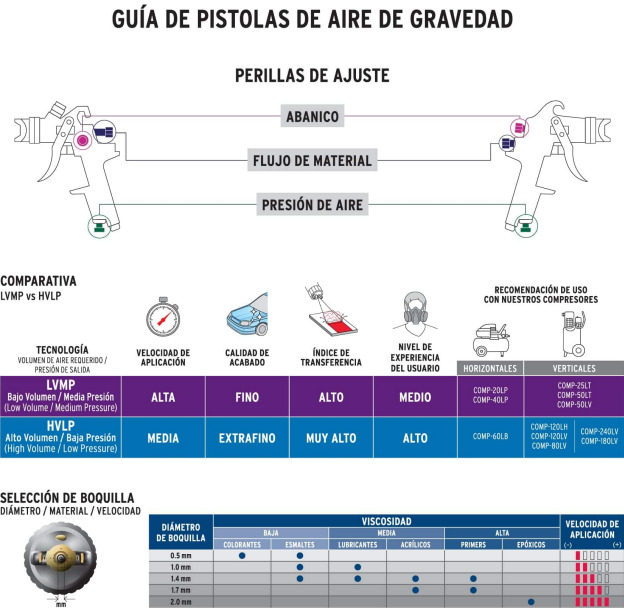 GUÍA DE PISTOLAS DE AIRE DE GRAVEDAD
PERILLAS DE AJUSTE
ABANICO
FLUJO DE MATERIAL
PRESIÓN DE AIRE
COMPARATIVA
LVMP vs HVLP
RECOMENDACIÓN DE USO
CON NUESTROS COMPRESORES
TECNOLOGÍA
VOLUMEN DE AIRE REQUERIDO /
PRESIÓN DE SALIDA
VELOCIDAD DE
APLICACIÓN
CALIDAD DE
ACABADO
ÍNDICE DE
TRANSFERENCIA
NIVEL DE
EXPERIENCIA
DEL USUARIO
HORIZONTALES
VERTICALES
LVMP
Bajo Volumen / Media Presión
(Low Volume / Medium Pressure)
ALTA
FINO
ALTO
MEDIO
COMP-20LP
COMP-40LP
COMP-25LT
COMP-50LT
COMP-50LV
HVLP
Alto Volumen / Baja Presión
(High Volume / Low Pressure)
MEDIA
EXTRAFINO
MUY ALTO
ALTO
COMP-60LB
COMP-120LH
COMP-120LV
COMP-80LV
COMP-240LV
COMP-180LV
SELECCIÓN DE BOQUILLA
DIÁMETRO / MATERIAL / VELOCIDAD
mm
DIÁMETRO
DE BOQUILLA
VISCOSIDAD
VELOCIDAD DE
APLICACIÓN
BAJA
MEDIA
ALTA
COLORANTES
ESMALTES
LUBRICANTES
ACRÍLICOS
PRIMERS
EPÓXICOS
(-)
(+)
0.5 mm
1.0 mm
1.4 mm
1.7 mm
2.0 mm